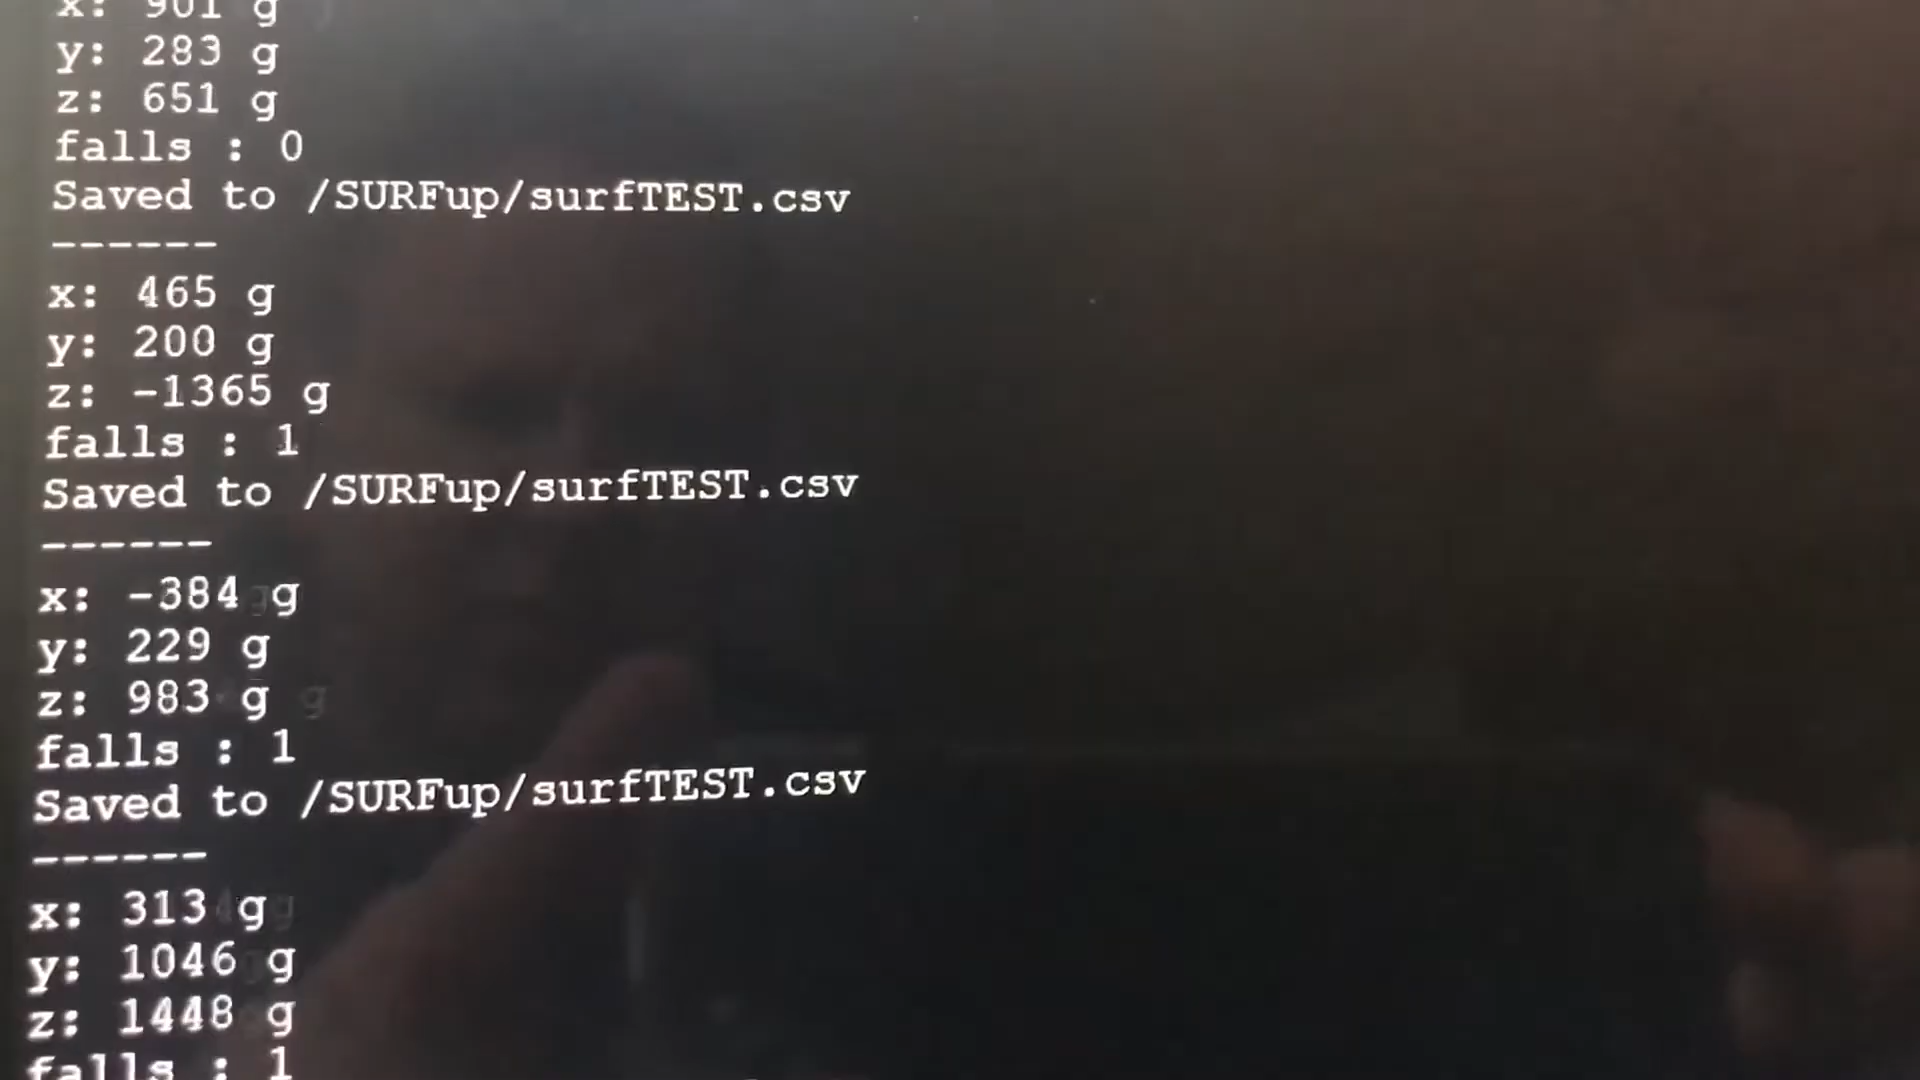 x: 901 g
y: 283 g
z: 651 g
falls : 0
Saved to /SURFup/surfTEST.csv
------
x: 465 g
y: 200 g
z: -1365 g
falls : 1
Saved to /SURFup/surfTEST.csv
------
x: -384 g
y: 229 g
z: 983 g
falls : 1
Saved to /SURFup/surfTEST.csv
------
x: 313 g
y: 1046 g
z: 1448 g
falls : 1